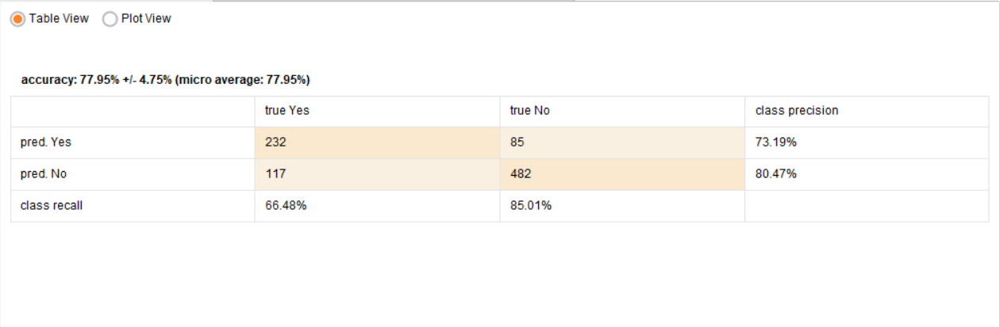 Table View Plot View
accuracy: 77.95% +/- 4.75% (micro average: 77.95%)
true Yes true No class precision
pred. Yes 232 85 73.19%
pred. No 117 482 80.47%
class recall 66.48% 85.01%